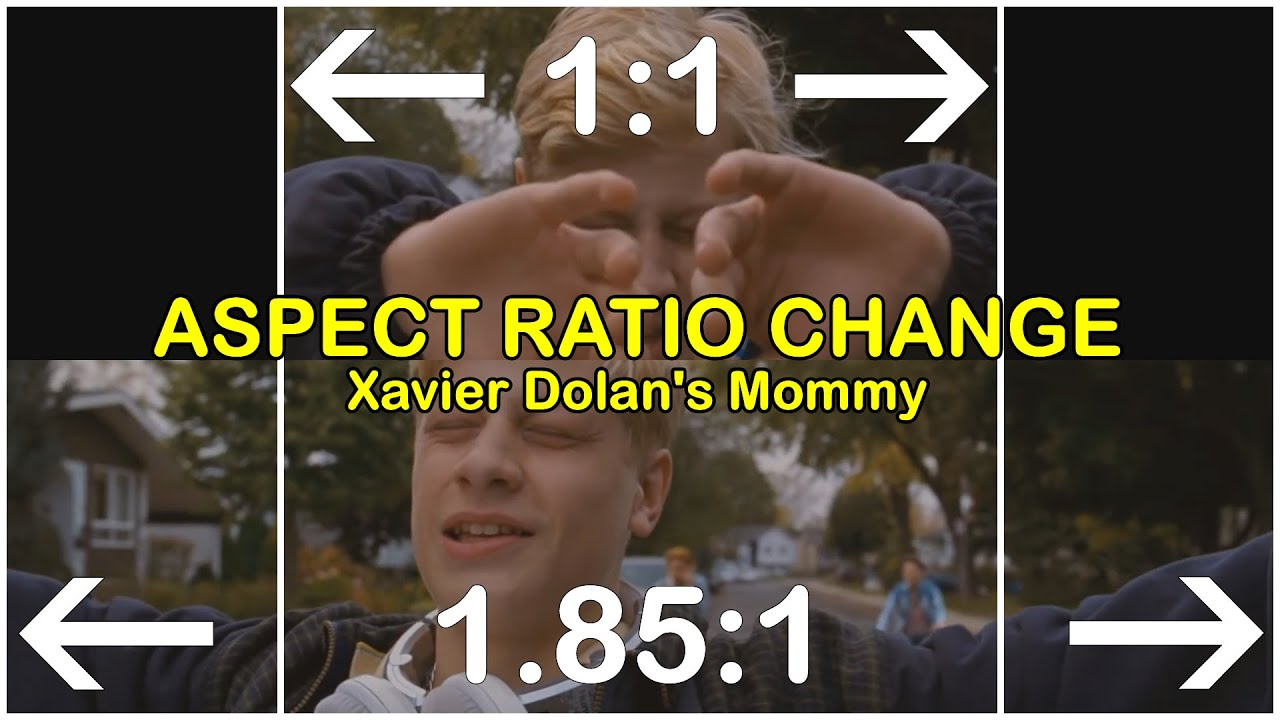 1:1
ASPECT RATIO CHANGE
Xavier Dolan's Mommy
1.85:1